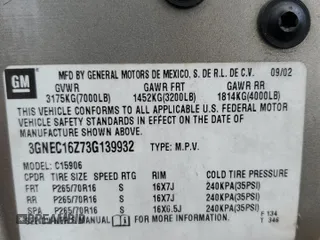 MFD BY GENERAL MOTORS DE MEXICO, S. DE R.L. DE C.V. 09/02
GM
GVWR GAWR FRT GAWR RR
3175KG(7000LB) 1452KG(3200LB) 1814KG(4000LB)
THIS VEHICLE CONFORMS TO ALL APPLICABLE U.S. FEDERAL MOTOR
VEHICLE SAFETY STANDARDS IN EFFECT ON THE DATE OF
MANUFACTURE SHOWN ABOVE.
3GNEC16Z73G139932 TYPE: M.P.V.
MODEL: C15906
CPDR TIRE SIZE SPEED RTG RIM COLD TIRE PRESSURE
FRT P265/70R16 S 16X7J 240KPA(35PSI)
RR P265/70R16 S 16X7J 240KPA(35PSI)
SPA P265/70R16 S 16X6.5J 240KPA(35PSI)
F 134
T 346